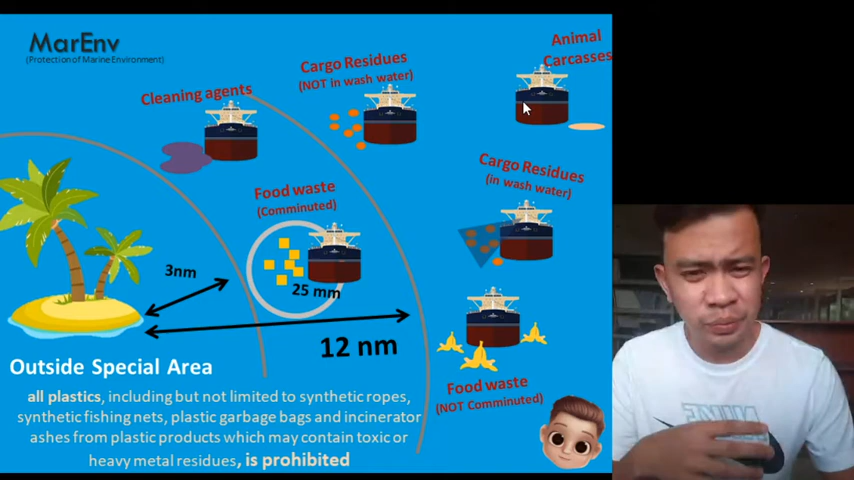 MarEnv
(Protection of Marine Environment)
Cleaning agents
Cargo Residues
(NOT in wash water)
Animal
Carcasses
Cargo Residues
(in wash water)
Food waste
(Comminuted)
25 mm
3nm
12 nm
Food waste
(NOT Comminuted)
Outside Special Area
all plastics, including but not limited to synthetic ropes,
synthetic fishing nets, plastic garbage bags and incinerator
ashes from plastic products which may contain toxic or
heavy metal residues, is prohibited